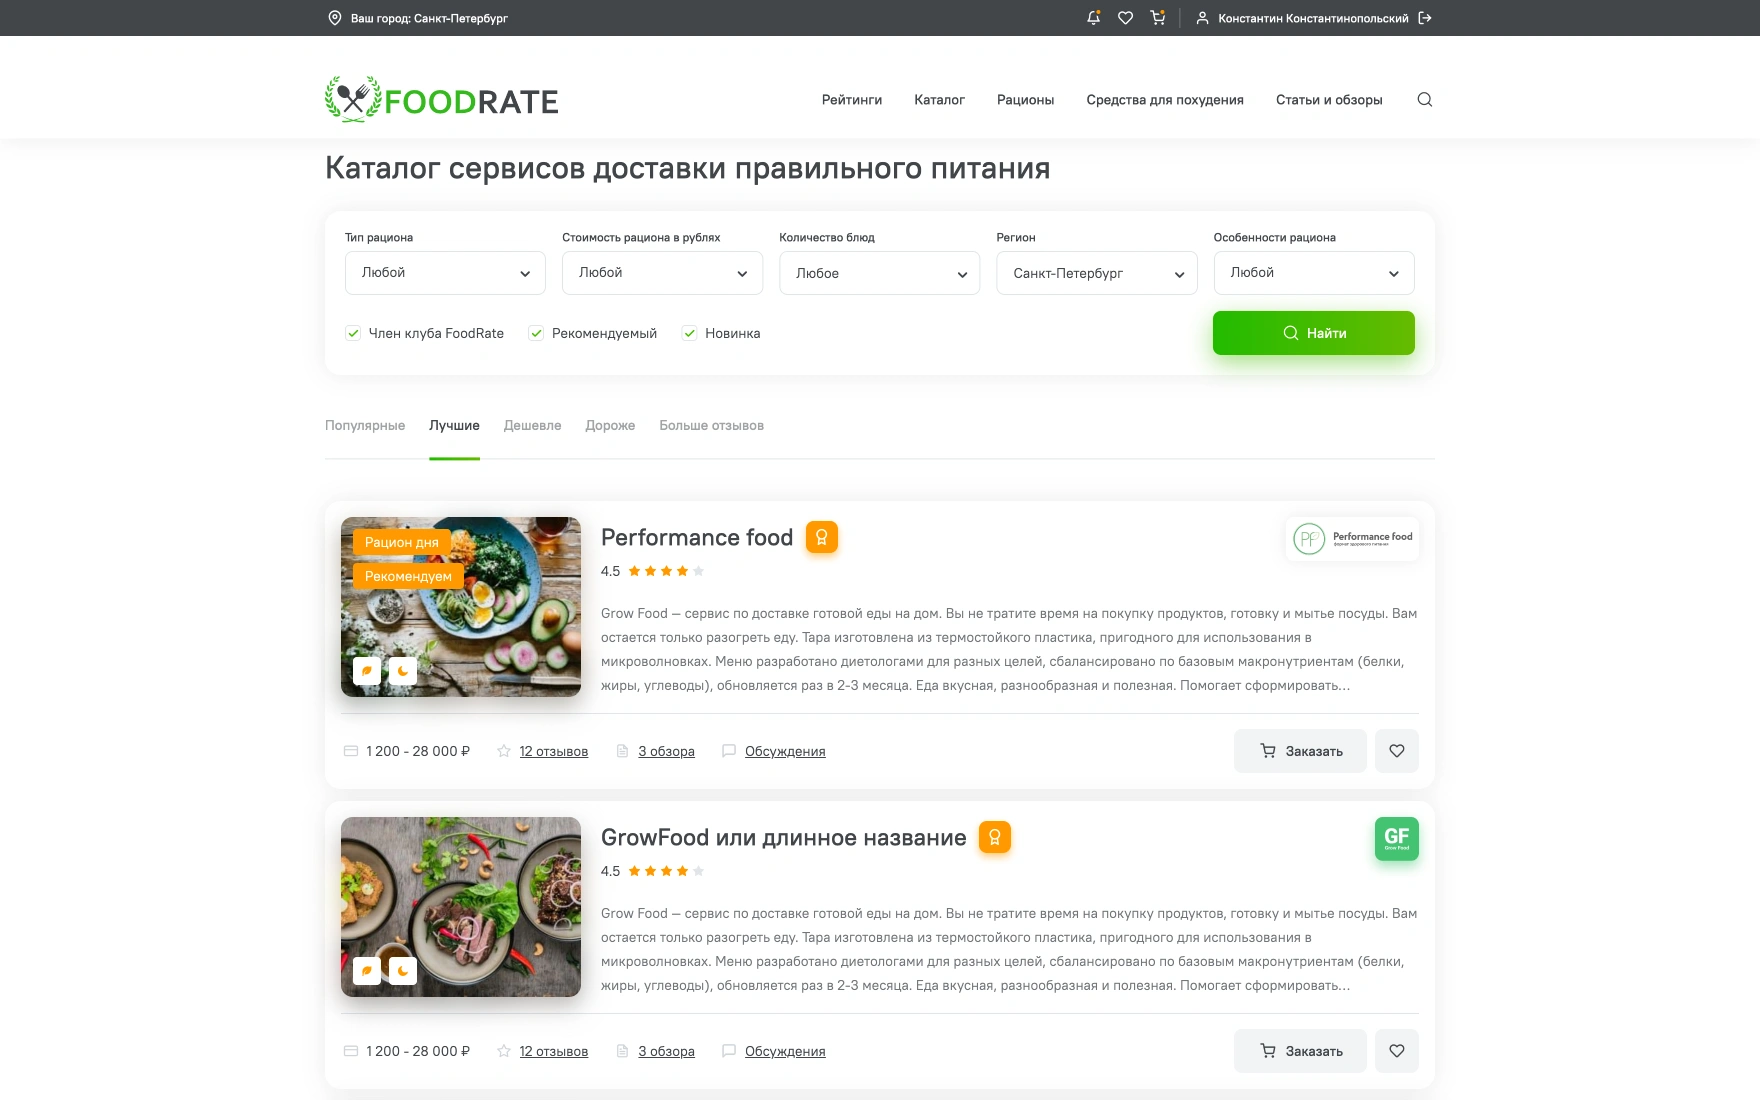 Ваш город: Санкт-Петербург
Константин Константинопольский
FOODRATE
Рейтинги
Каталог
Рационы
Средства для похудения
Статьи и обзоры
Каталог сервисов доставки правильного питания
Тип рациона
Стоимость рациона в рублях
Количество блюд
Регион
Особенности рациона
Любой
Любой
Любое
Санкт-Петербург
Любой
Член клуба FoodRate
Рекомендуемый
Новинка
Найти
Популярные
Лучшие
Дешевле
Дороже
Больше отзывов
Рацион дня
Рекомендуем
Performance food
PF
Performance food
формат здорового питания
4.5
Grow Food — сервис по доставке готовой еды на дом. Вы не тратите время на покупку продуктов, готовку и мытье посуды. Вам
остается только разогреть еду. Тара изготовлена из термостойкого пластика, пригодного для использования в
микроволновках. Меню разработано диетологами для разных целей, сбалансировано по базовым макронутриентам (белки,
жиры, углеводы), обновляется раз в 2-3 месяца. Еда вкусная, разнообразная и полезная. Помогает сформировать...
1 200 - 28 000 ₽
12 отзывов
3 обзора
Обсуждения
Заказать
GrowFood или длинное название
GF
Grow Food
4.5
Grow Food — сервис по доставке готовой еды на дом. Вы не тратите время на покупку продуктов, готовку и мытье посуды. Вам
остается только разогреть еду. Тара изготовлена из термостойкого пластика, пригодного для использования в
микроволновках. Меню разработано диетологами для разных целей, сбалансировано по базовым макронутриентам (белки,
жиры, углеводы), обновляется раз в 2-3 месяца. Еда вкусная, разнообразная и полезная. Помогает сформировать...
1 200 - 28 000 ₽
12 отзывов
3 обзора
Обсуждения
Заказать